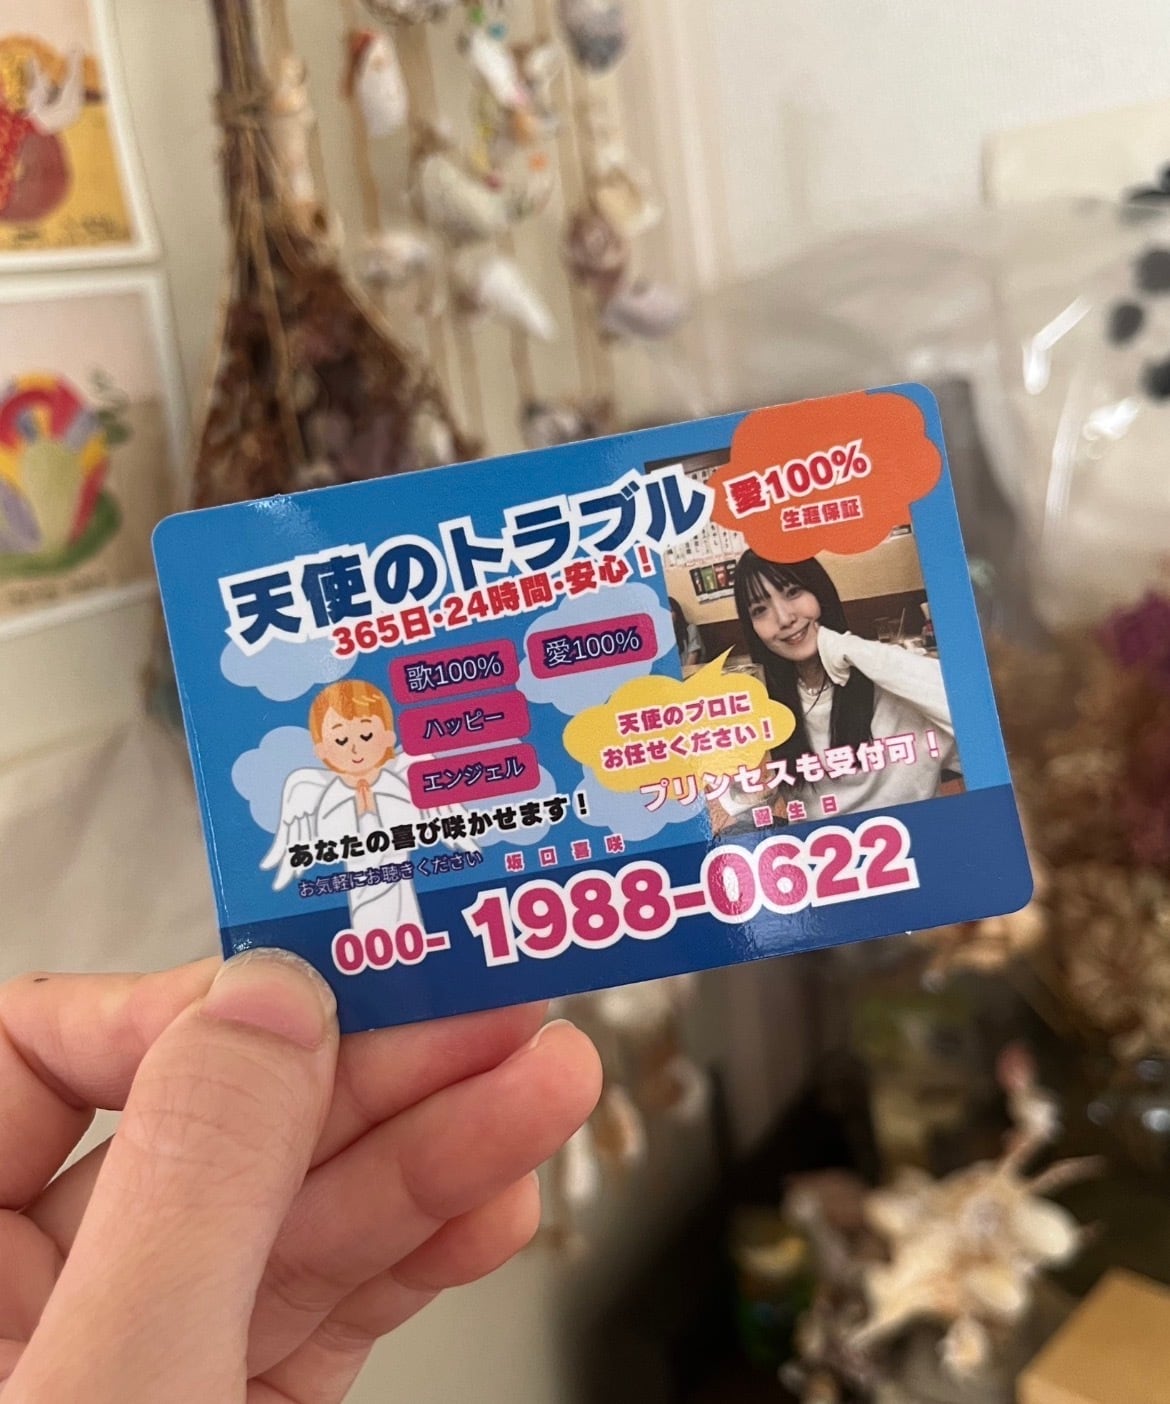 愛100%
生涯保証
天使のトラブル
365日・24時間・安心！
歌100%
愛100%
ハッピー
エンジェル
天使のプロに
お任せください！
プリンセスも受付可！
あなたの喜び咲かせます！
お気軽にお聴きください
坂口喜咲
誕生日
000-1988-0622